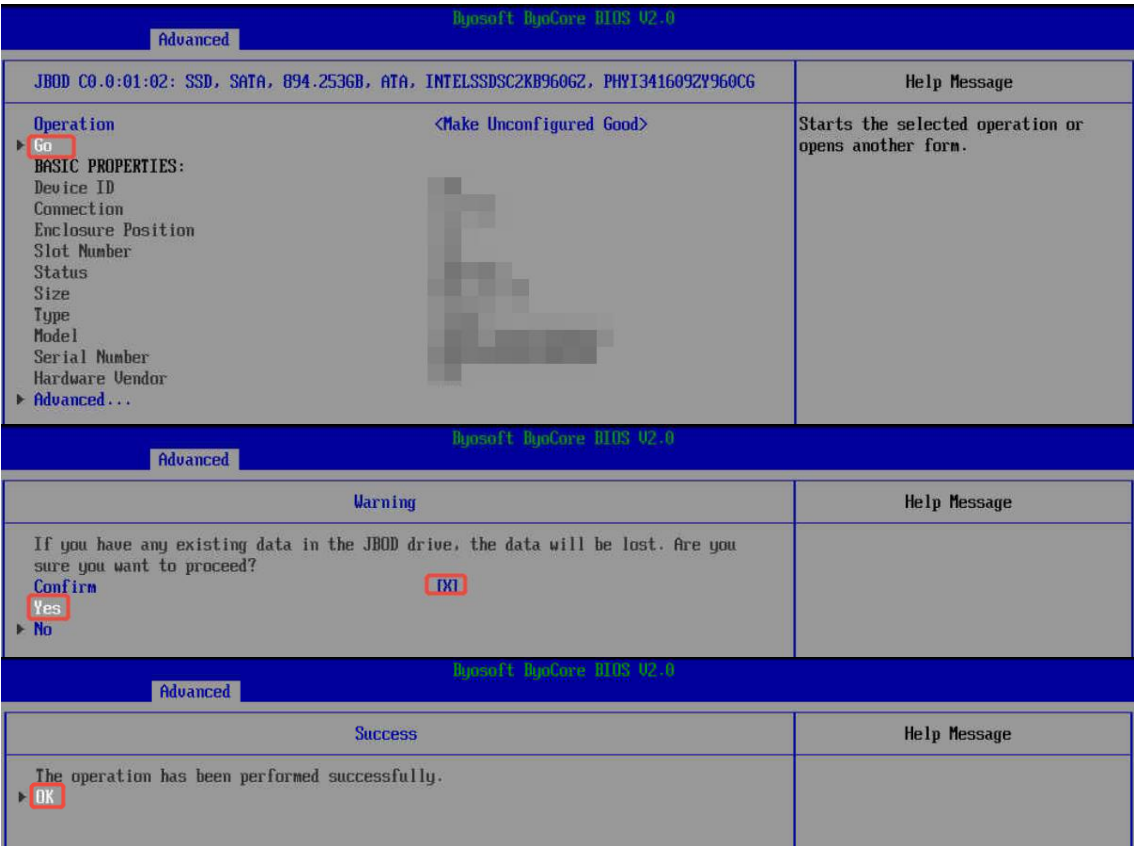 Byosoft ByoCore BIOS V2.0
Advanced
JBOD C0.0:01:02: SSD, SATA, 894.253GB, ATA, INTELSSDSC2KB960GZ, PHYI341609ZY960CG
Help Message
Operation <Make Unconfigured Good>
Starts the selected operation or
opens another form.
Go
BASIC PROPERTIES:
Device ID
Connection
Enclosure Position
Slot Number
Status
Size
Type
Model
Serial Number
Hardware Vendor
Advanced...
Byosoft ByoCore BIOS V2.0
Advanced
Warning
Help Message
If you have any existing data in the JBOD drive, the data will be lost. Are you
sure you want to proceed?
Confirm [X]
Yes
No
Byosoft ByoCore BIOS V2.0
Advanced
Success
Help Message
The operation has been performed successfully.
OK